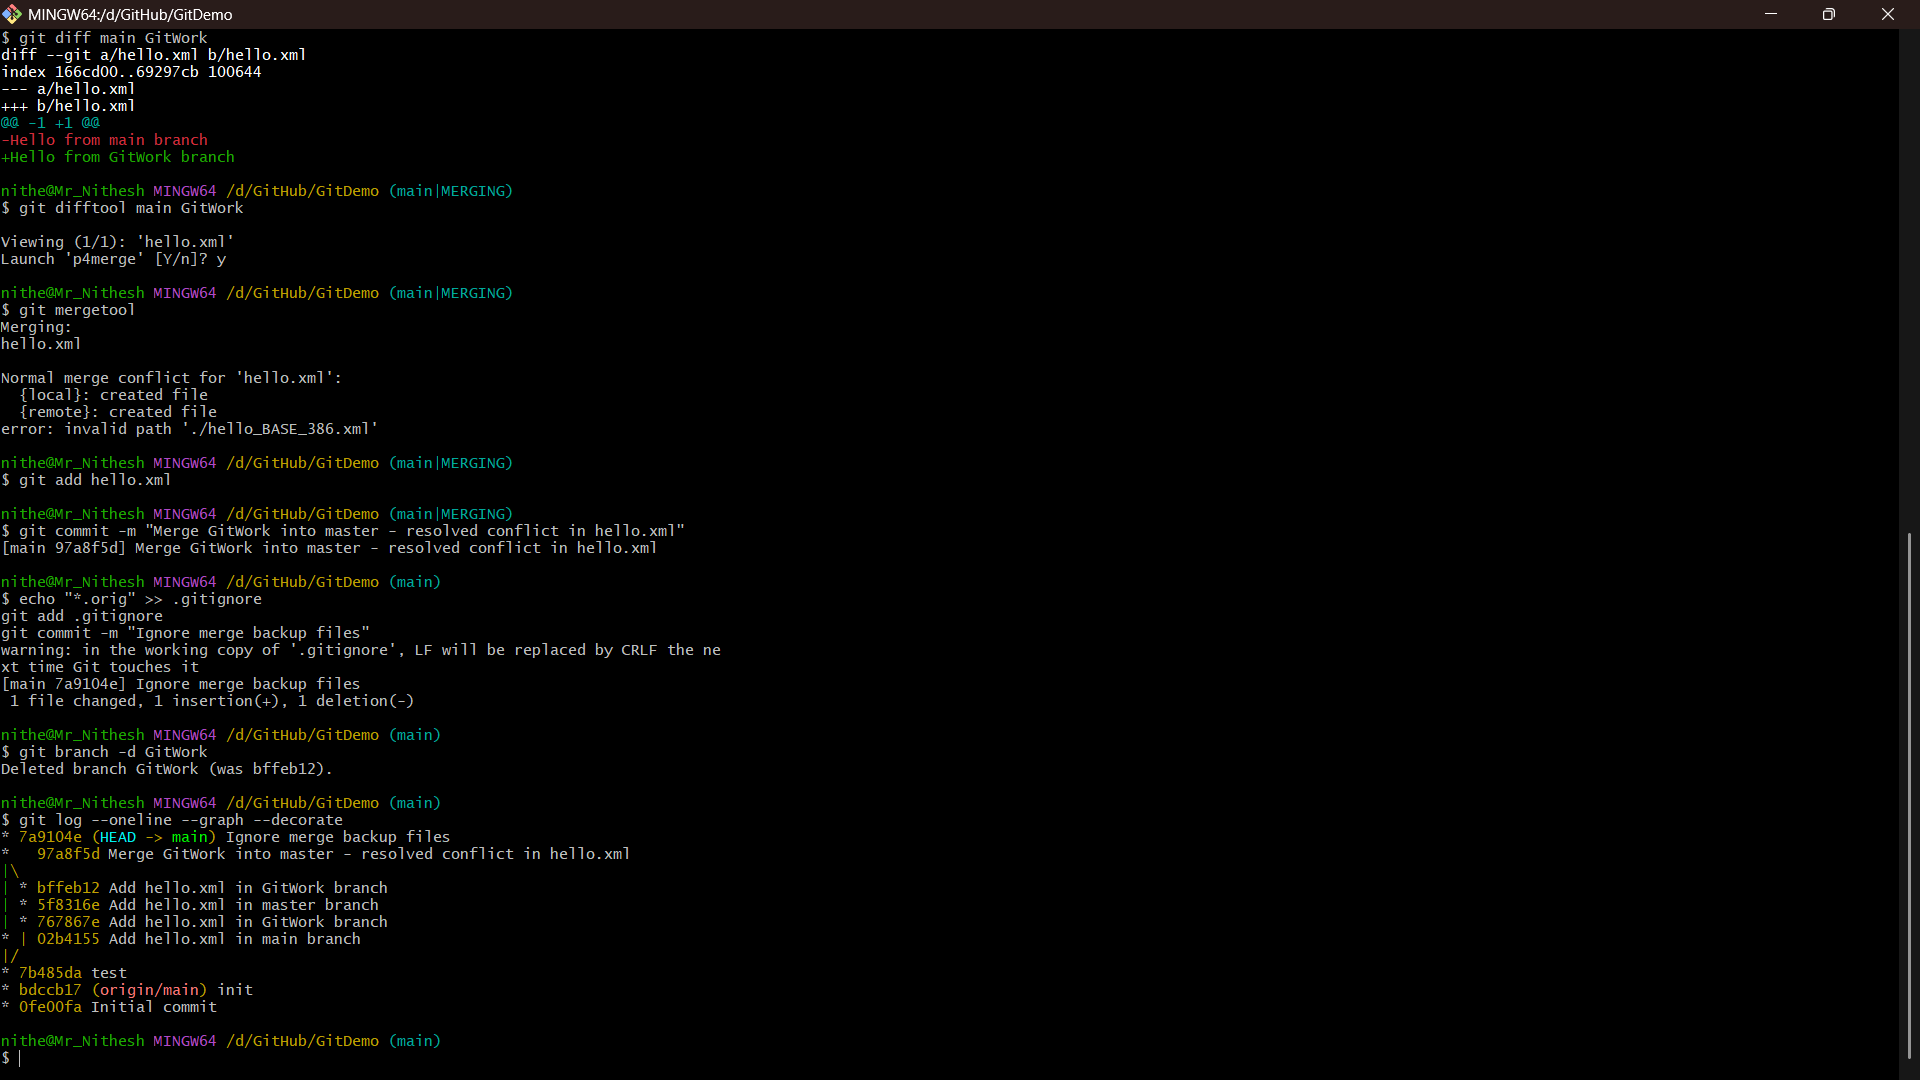 MINGW64:/d/GitHub/GitDemo
$ git diff main GitWork
diff --git a/hello.xml b/hello.xml
index 166cd00..69297cb 100644
--- a/hello.xml
+++ b/hello.xml
@@ -1 +1 @@
-Hello from main branch
+Hello from GitWork branch
nithe@Mr_Nithesh MINGW64 /d/GitHub/GitDemo (main|MERGING)
$ git difftool main GitWork
Viewing (1/1): 'hello.xml'
Launch 'p4merge' [Y/n]? y
nithe@Mr_Nithesh MINGW64 /d/GitHub/GitDemo (main|MERGING)
$ git mergetool
Merging:
hello.xml
Normal merge conflict for 'hello.xml':
  {local}: created file
  {remote}: created file
error: invalid path './hello_BASE_386.xml'
nithe@Mr_Nithesh MINGW64 /d/GitHub/GitDemo (main|MERGING)
$ git add hello.xml
nithe@Mr_Nithesh MINGW64 /d/GitHub/GitDemo (main|MERGING)
$ git commit -m "Merge GitWork into master - resolved conflict in hello.xml"
[main 97a8f5d] Merge GitWork into master - resolved conflict in hello.xml
nithe@Mr_Nithesh MINGW64 /d/GitHub/GitDemo (main)
$ echo "*.orig" >> .gitignore
git add .gitignore
git commit -m "Ignore merge backup files"
warning: in the working copy of '.gitignore', LF will be replaced by CRLF the ne
xt time Git touches it
[main 7a9104e] Ignore merge backup files
 1 file changed, 1 insertion(+), 1 deletion(-)
nithe@Mr_Nithesh MINGW64 /d/GitHub/GitDemo (main)
$ git branch -d GitWork
Deleted branch GitWork (was bffeb12).
nithe@Mr_Nithesh MINGW64 /d/GitHub/GitDemo (main)
$ git log --oneline --graph --decorate
* 7a9104e (HEAD -> main) Ignore merge backup files
*   97a8f5d Merge GitWork into master - resolved conflict in hello.xml
|\
| * bffeb12 Add hello.xml in GitWork branch
| * 5f8316e Add hello.xml in master branch
| * 767867e Add hello.xml in GitWork branch
* | 02b4155 Add hello.xml in main branch
|/
* 7b485da test
* bdccb17 (origin/main) init
* 0fe00fa Initial commit
nithe@Mr_Nithesh MINGW64 /d/GitHub/GitDemo (main)
$